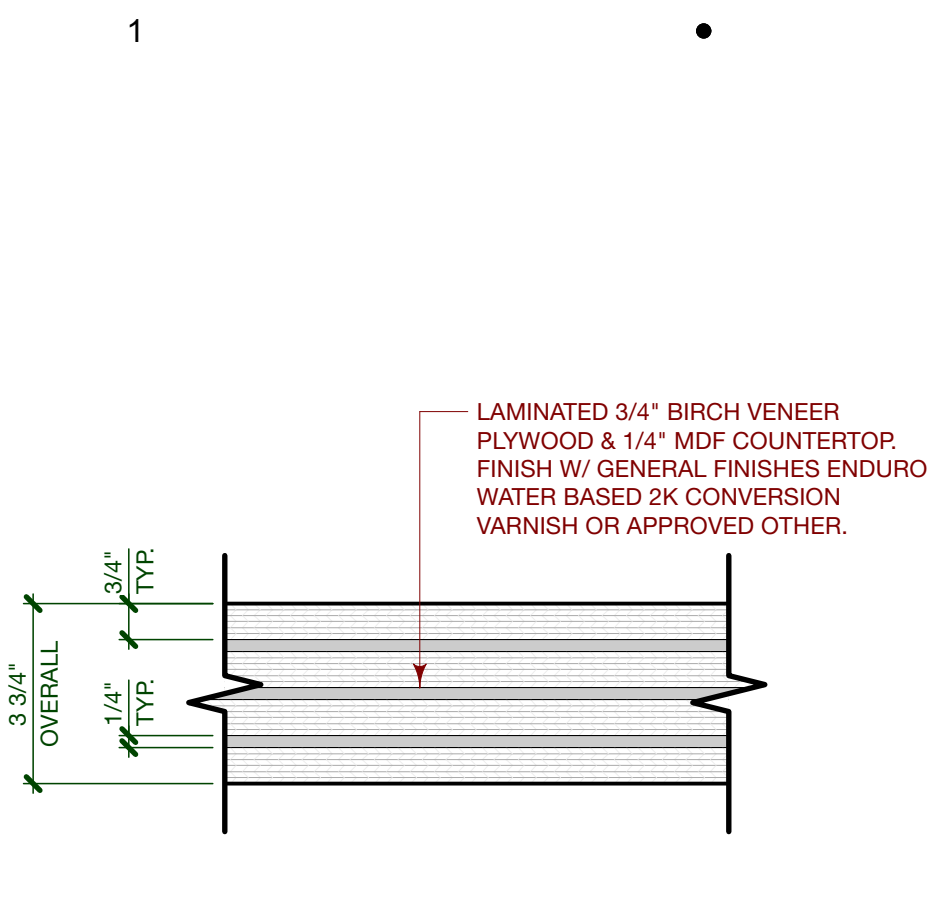 1
LAMINATED 3/4" BIRCH VENEER
PLYWOOD & 1/4" MDF COUNTERTOP.
FINISH W/ GENERAL FINISHES ENDURO
WATER BASED 2K CONVERSION
VARNISH OR APPROVED OTHER.
3/4"
TYP.
3 3/4"
OVERALL
1/4"
TYP.